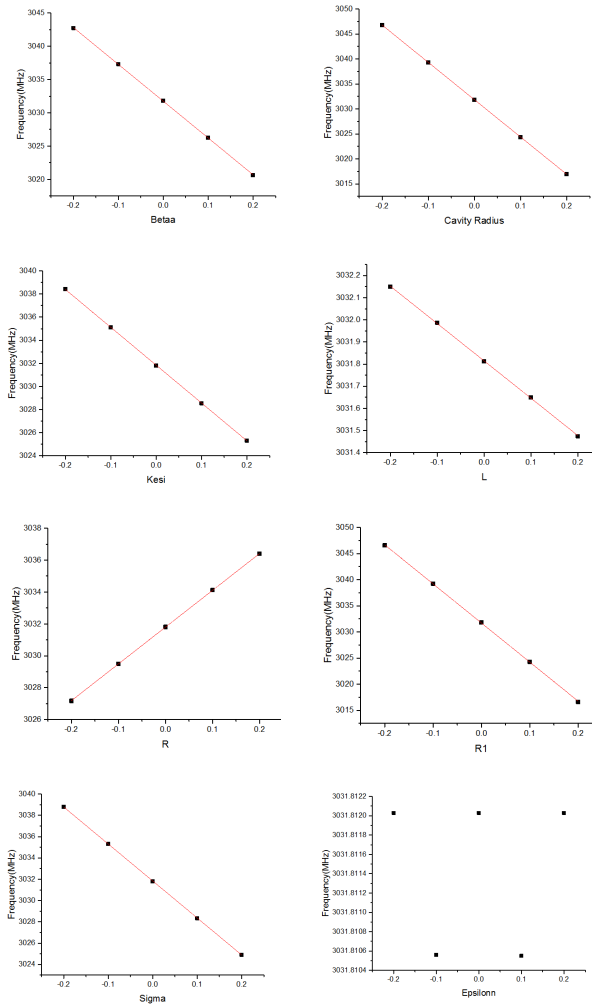 3045
3040
3035
3030
3025
3020
Frequency(MHz)
-0.2 -0.1 0.0 0.1 0.2
Betaa
3050
3045
3040
3035
3030
3025
3020
3015
Frequency(MHz)
-0.2 -0.1 0.0 0.1 0.2
Cavity Radius
3040
3038
3036
3034
3032
3030
3028
3026
3024
Frequency(MHz)
-0.2 -0.1 0.0 0.1 0.2
Kesi
3032.2
3032.1
3032.0
3031.9
3031.8
3031.7
3031.6
3031.5
3031.4
Frequency(MHz)
-0.2 -0.1 0.0 0.1 0.2
L
3038
3036
3034
3032
3030
3028
3026
Frequency(MHz)
-0.2 -0.1 0.0 0.1 0.2
R
3050
3045
3040
3035
3030
3025
3020
3015
Frequency(MHz)
-0.2 -0.1 0.0 0.1 0.2
R1
3040
3038
3036
3034
3032
3030
3028
3026
3024
Frequency(MHz)
-0.2 -0.1 0.0 0.1 0.2
Sigma
3031.8122
3031.8120
3031.8118
3031.8116
3031.8114
3031.8112
3031.8110
3031.8108
3031.8106
3031.8104
Frequency(MHz)
-0.2 -0.1 0.0 0.1 0.2
Epsilonn